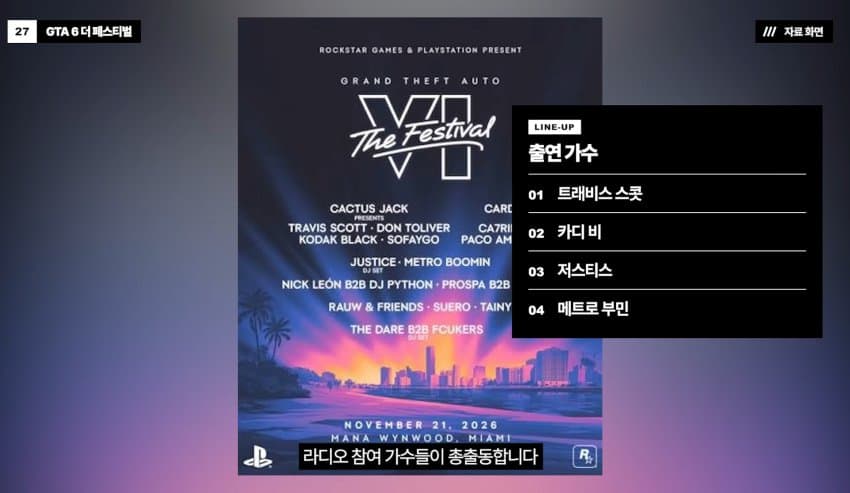 27 GTA 6 더 페스티벌
/// 자료 화면
ROCKSTAR GAMES & PLAYSTATION PRESENT
GRAND THEFT AUTO
VI
The Festival
CACTUS JACK
PRESENTS
TRAVIS SCOTT · DON TOLIVER
KODAK BLACK · SOFAYGO
CARD
CA7RI
PACO AM
JUSTICE · METRO BOOMIN
DJ SET
NICK LEÓN B2B DJ PYTHON · PROSPA B2B
RAUW & FRIENDS · SUERO · TAINY
THE DARE B2B FCUKERS
DJ SET
NOVEMBER 21, 2026
MANA WYNWOOD, MIAMI
LINE-UP
출연 가수
01 트래비스 스콧
02 카디 비
03 저스티스
04 메트로 부민
라디오 참여 가수들이 총출동합니다